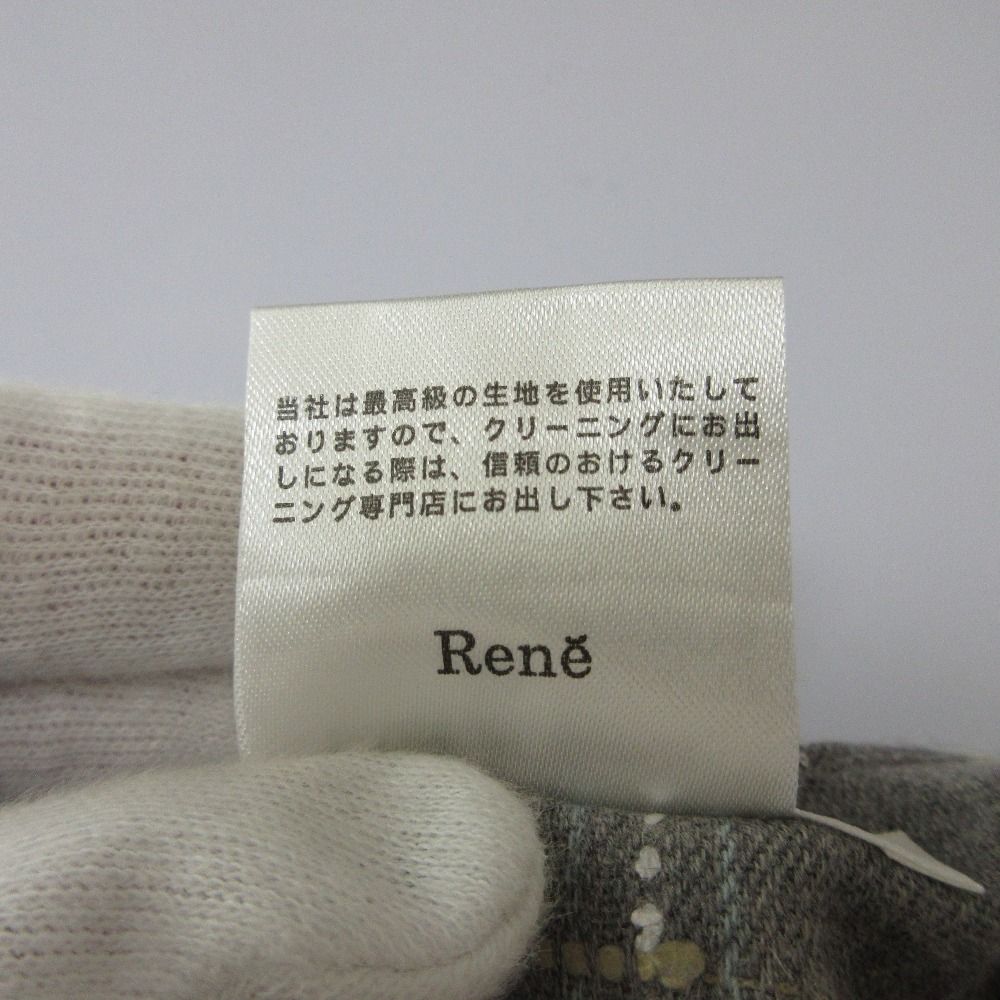 当社は最高級の生地を使用いたして
おりますので、クリーニングにお出
しになる際は、信頼のおけるクリー
ニング専門店にお出し下さい。
Renĕ